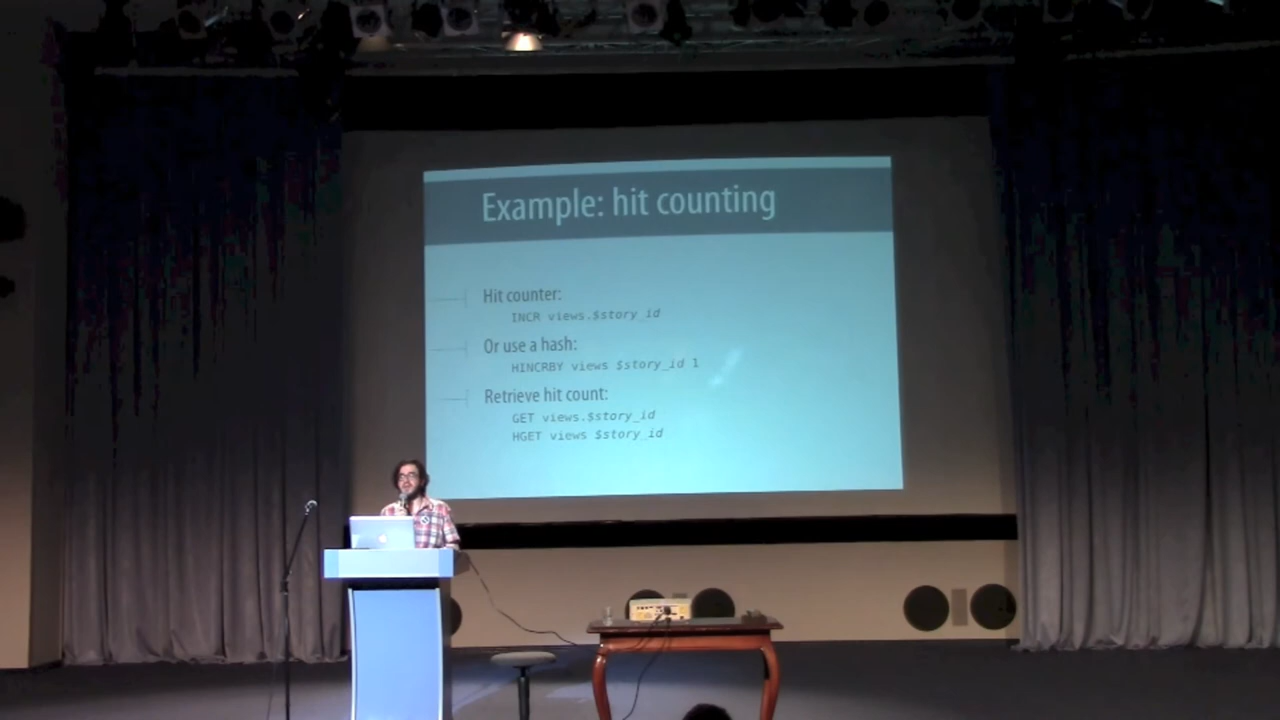 Example: hit counting
Hit counter:
INCR views.$story_id
Or use a hash:
HINCRBY views $story_id 1
Retrieve hit count:
GET views.$story_id
HGET views $story_id